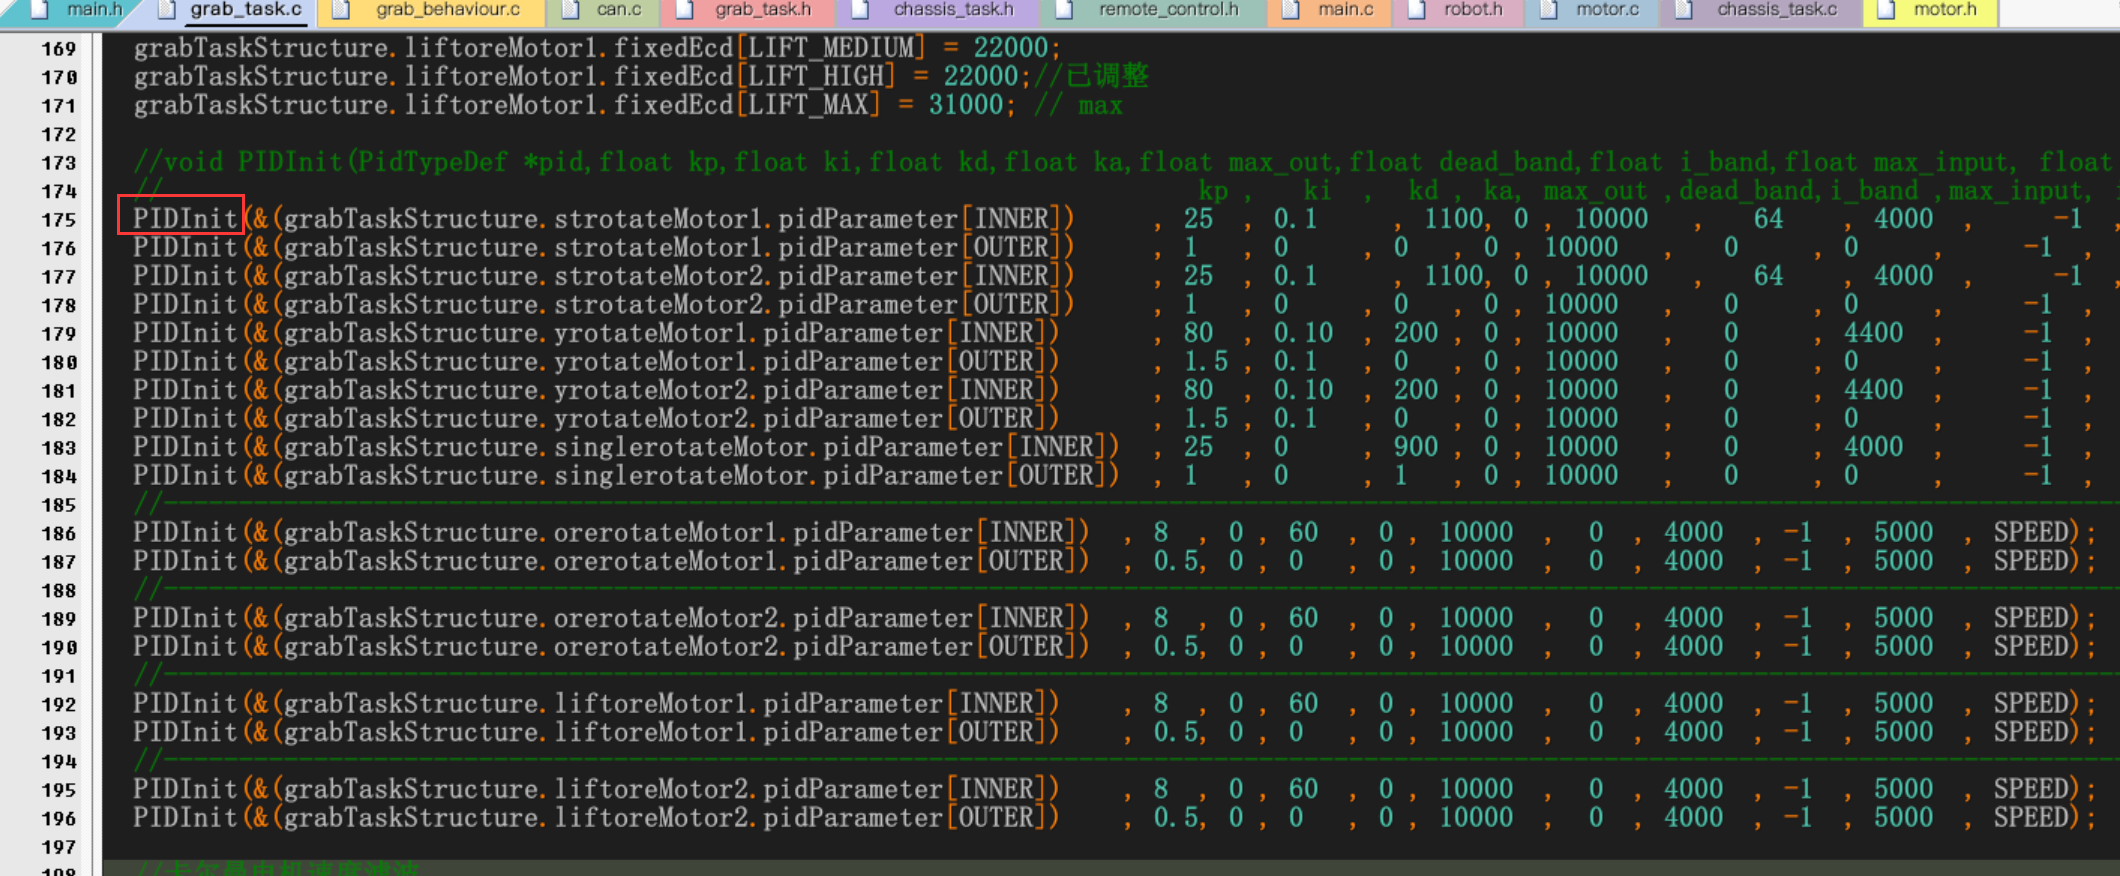 main.h grab_task.c grab_behaviour.c can.c grab_task.h chassis_task.h remote_control.h main.c robot.h motor.c chassis_task.c motor.h
169 grabTaskStructure.liftoreMotor1.fixedEcd[LIFT_MEDIUM] = 22000;
170 grabTaskStructure.liftoreMotor1.fixedEcd[LIFT_HIGH] = 22000;//已调整
171 grabTaskStructure.liftoreMotor1.fixedEcd[LIFT_MAX] = 31000; // max
172
173 //void PIDInit(PidTypeDef *pid,float kp,float ki,float kd,float ka,float max_out,float dead_band,float i_band,float max_input, float
174 // kp , ki , kd , ka, max_out ,dead_band,i_band ,max_input,
175 PIDInit(&(grabTaskStructure.strotateMotor1.pidParameter[INNER]) , 25 , 0.1 , 1100, 0 , 10000 , 64 , 4000 , -1 ,
176 PIDInit(&(grabTaskStructure.strotateMotor1.pidParameter[OUTER]) , 1 , 0 , 0 , 0 , 10000 , 0 , 0 , -1 ,
177 PIDInit(&(grabTaskStructure.strotateMotor2.pidParameter[INNER]) , 25 , 0.1 , 1100, 0 , 10000 , 64 , 4000 , -1 ,
178 PIDInit(&(grabTaskStructure.strotateMotor2.pidParameter[OUTER]) , 1 , 0 , 0 , 0 , 10000 , 0 , 0 , -1 ,
179 PIDInit(&(grabTaskStructure.yrotateMotor1.pidParameter[INNER]) , 80 , 0.10 , 200 , 0 , 10000 , 0 , 4400 , -1 ,
180 PIDInit(&(grabTaskStructure.yrotateMotor1.pidParameter[OUTER]) , 1.5 , 0.1 , 0 , 0 , 10000 , 0 , 0 , -1 ,
181 PIDInit(&(grabTaskStructure.yrotateMotor2.pidParameter[INNER]) , 80 , 0.10 , 200 , 0 , 10000 , 0 , 4400 , -1 ,
182 PIDInit(&(grabTaskStructure.yrotateMotor2.pidParameter[OUTER]) , 1.5 , 0.1 , 0 , 0 , 10000 , 0 , 0 , -1 ,
183 PIDInit(&(grabTaskStructure.singlerotateMotor.pidParameter[INNER]) , 25 , 0 , 900 , 0 , 10000 , 0 , 4000 , -1 ,
184 PIDInit(&(grabTaskStructure.singlerotateMotor.pidParameter[OUTER]) , 1 , 0 , 1 , 0 , 10000 , 0 , 0 , -1 ,
185 //----------------------------------------------------------------------------------------------------------------------------------
186 PIDInit(&(grabTaskStructure.orerotateMotor1.pidParameter[INNER]) , 8 , 0 , 60 , 0 , 10000 , 0 , 4000 , -1 , 5000 , SPEED);
187 PIDInit(&(grabTaskStructure.orerotateMotor1.pidParameter[OUTER]) , 0.5, 0 , 0 , 0 , 10000 , 0 , 4000 , -1 , 5000 , SPEED);
188 //----------------------------------------------------------------------------------------------------------------------------------
189 PIDInit(&(grabTaskStructure.orerotateMotor2.pidParameter[INNER]) , 8 , 0 , 60 , 0 , 10000 , 0 , 4000 , -1 , 5000 , SPEED);
190 PIDInit(&(grabTaskStructure.orerotateMotor2.pidParameter[OUTER]) , 0.5, 0 , 0 , 0 , 10000 , 0 , 4000 , -1 , 5000 , SPEED);
191 //----------------------------------------------------------------------------------------------------------------------------------
192 PIDInit(&(grabTaskStructure.liftoreMotor1.pidParameter[INNER]) , 8 , 0 , 60 , 0 , 10000 , 0 , 4000 , -1 , 5000 , SPEED);
193 PIDInit(&(grabTaskStructure.liftoreMotor1.pidParameter[OUTER]) , 0.5, 0 , 0 , 0 , 10000 , 0 , 4000 , -1 , 5000 , SPEED);
194 //----------------------------------------------------------------------------------------------------------------------------------
195 PIDInit(&(grabTaskStructure.liftoreMotor2.pidParameter[INNER]) , 8 , 0 , 60 , 0 , 10000 , 0 , 4000 , -1 , 5000 , SPEED);
196 PIDInit(&(grabTaskStructure.liftoreMotor2.pidParameter[OUTER]) , 0.5, 0 , 0 , 0 , 10000 , 0 , 4000 , -1 , 5000 , SPEED);
197
198